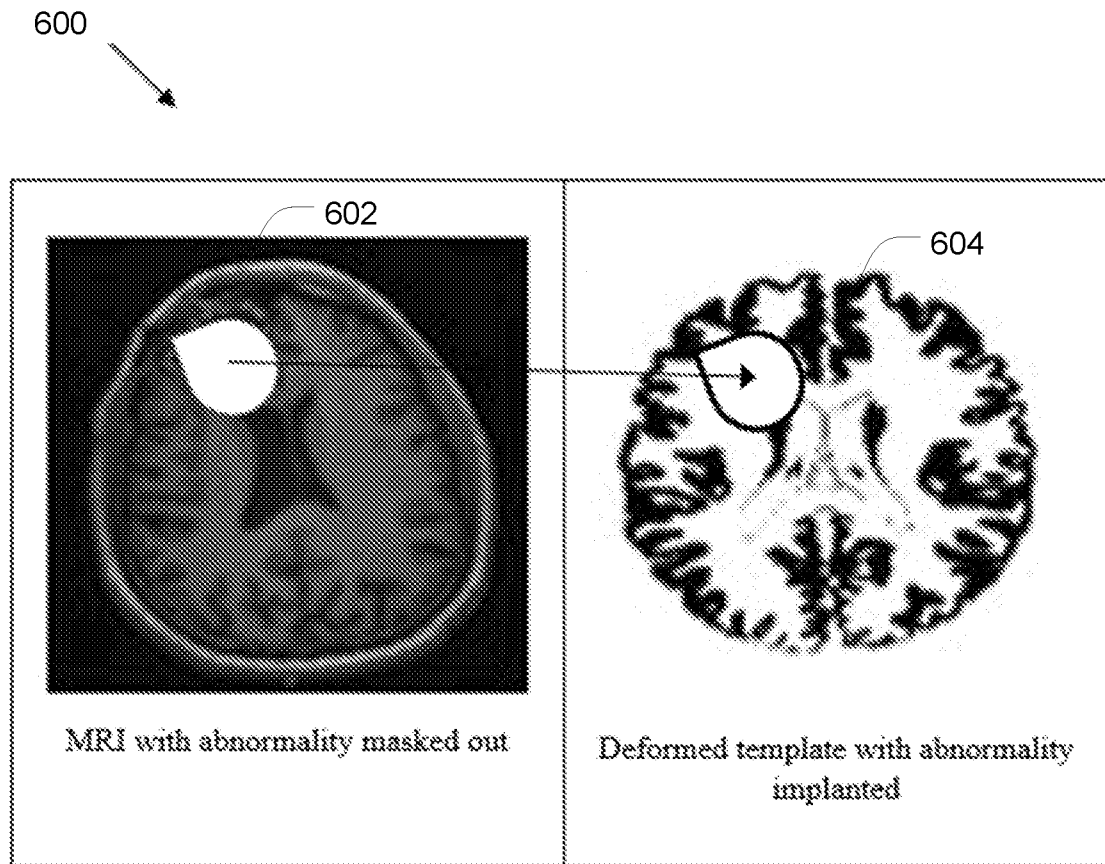 600
602
604
MRI with abnormality masked out
Deformed template with abnormality
implanted